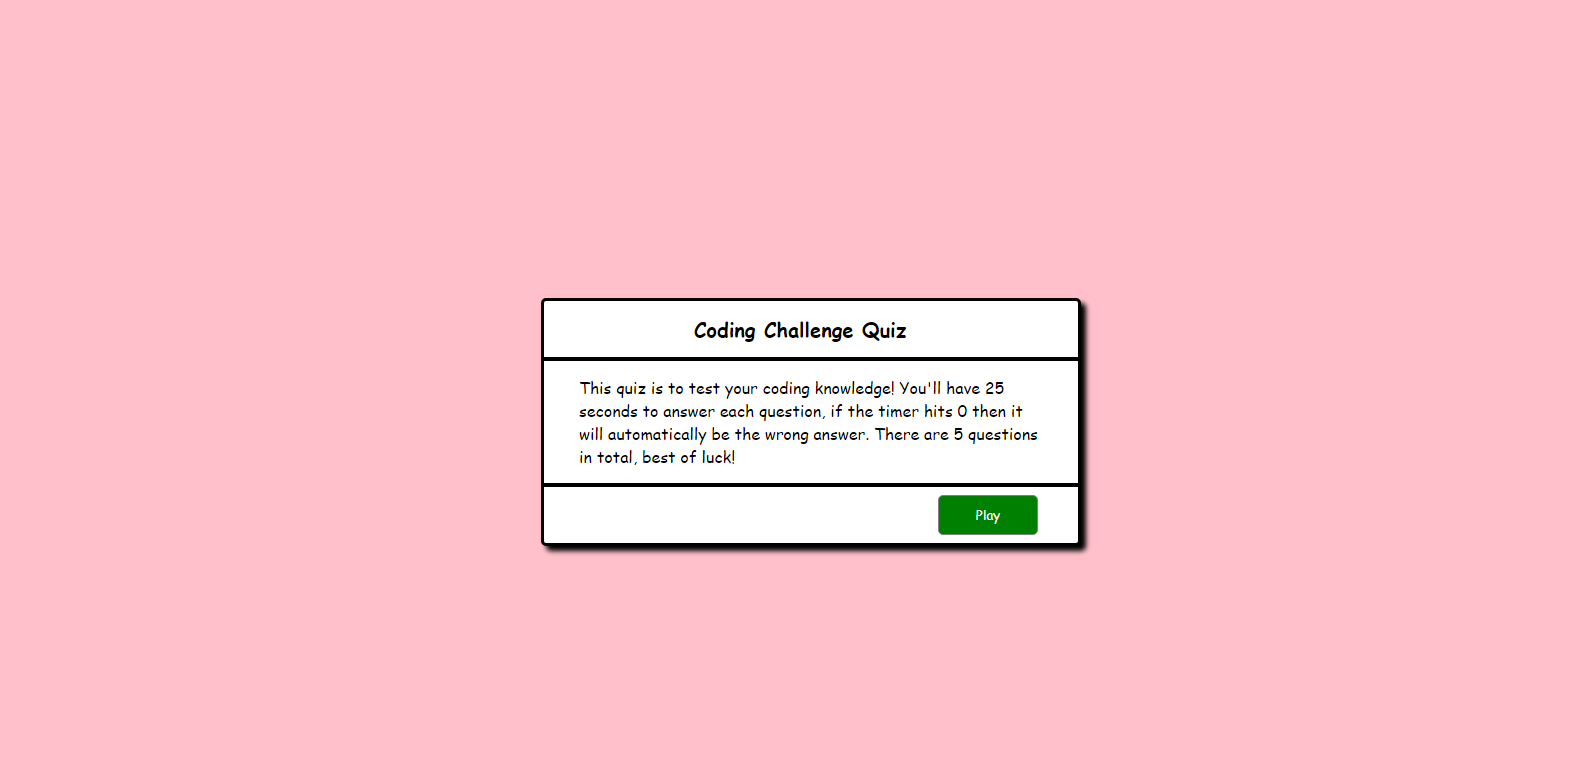 Coding Challenge Quiz
This quiz is to test your coding knowledge! You'll have 25
seconds to answer each question, if the timer hits 0 then it
will automatically be the wrong answer. There are 5 questions
in total, best of luck!
Play